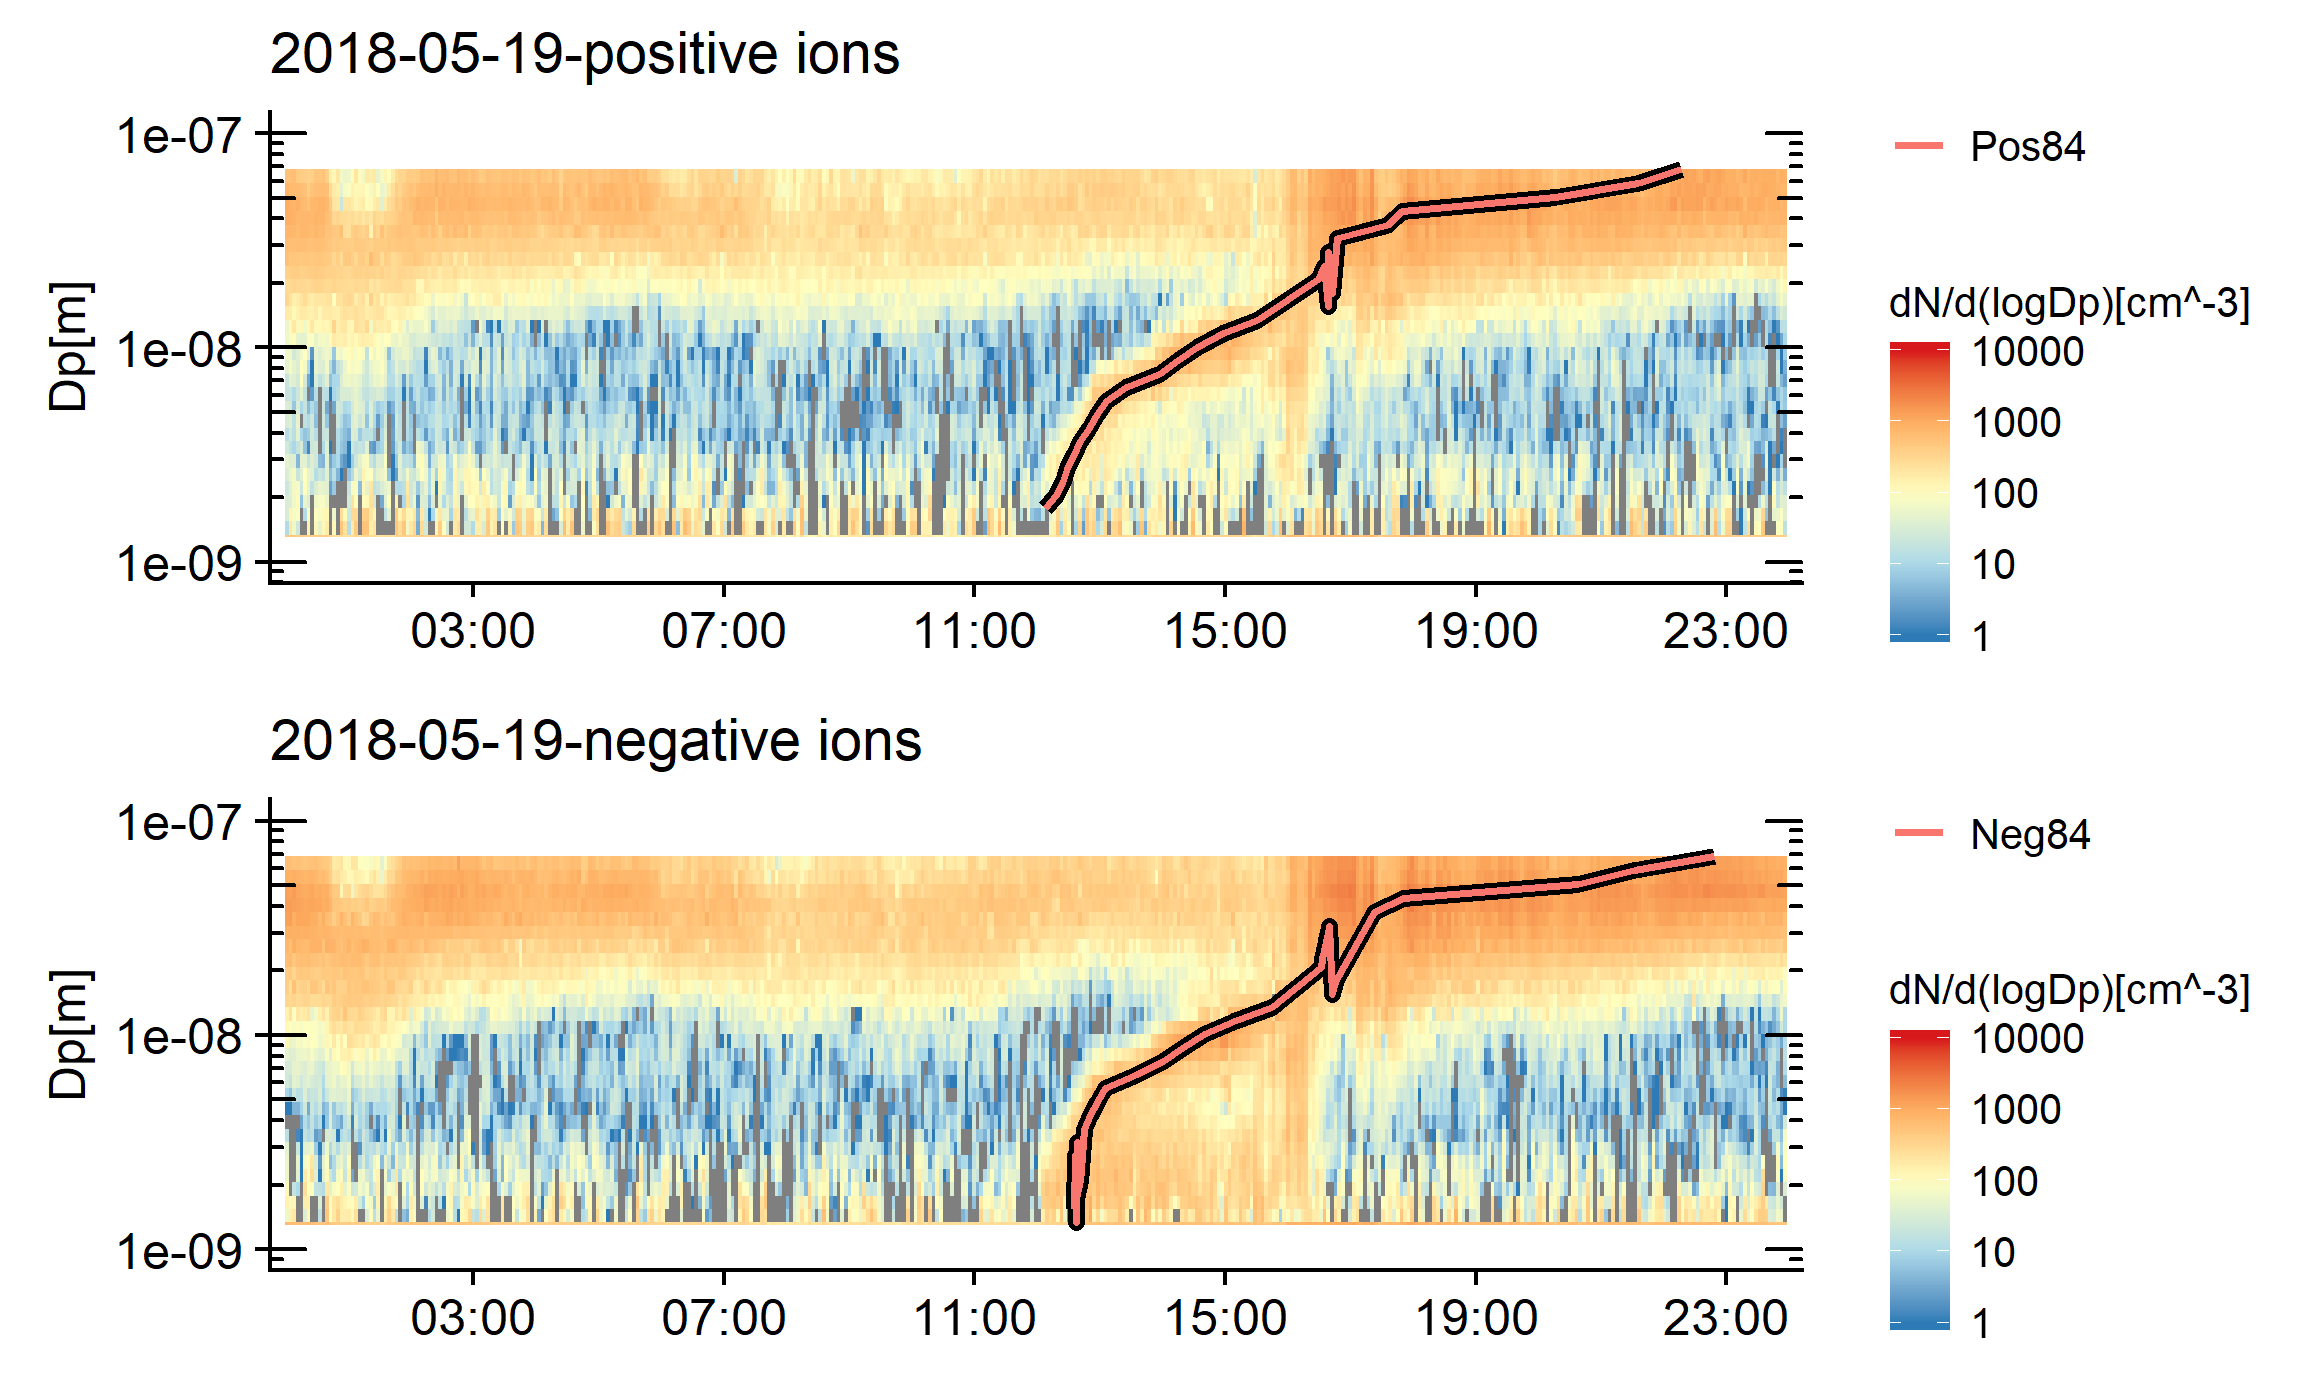 2018-05-19-positive ions
1e-07
1e-08
1e-09
Dp[m]
03:00 07:00 11:00 15:00 19:00 23:00
Pos84
dN/d(logDp)[cm^-3]
10000
1000
100
10
1
2018-05-19-negative ions
1e-07
1e-08
1e-09
Dp[m]
03:00 07:00 11:00 15:00 19:00 23:00
Neg84
dN/d(logDp)[cm^-3]
10000
1000
100
10
1